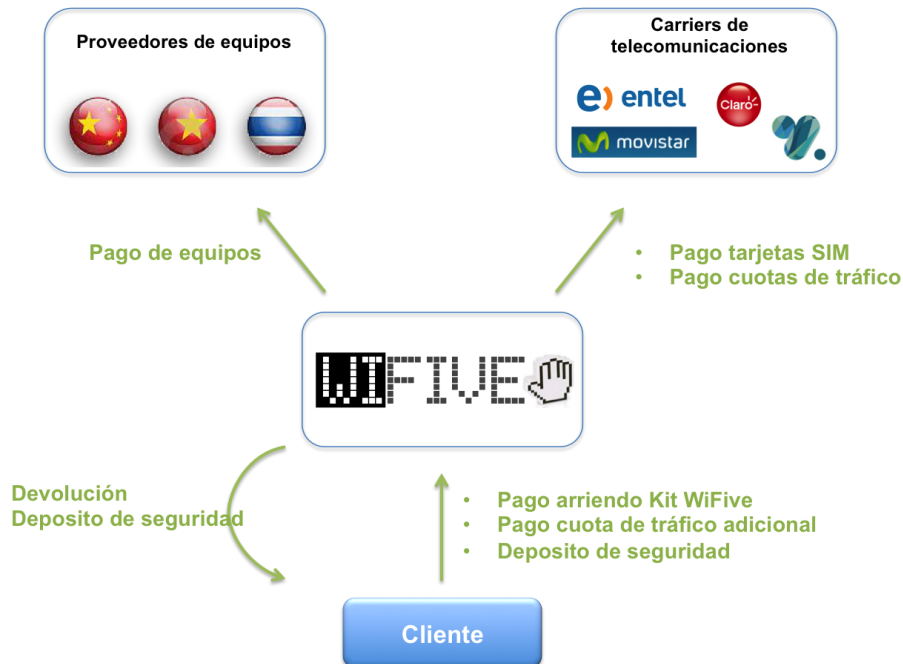 Proveedores de equipos
Carriers de
telecomunicaciones
e) entel
Claro
movistar
Pago de equipos
• Pago tarjetas SIM
• Pago cuotas de tráfico
WIFIVE
Devolución
Deposito de seguridad
• Pago arriendo Kit WiFive
• Pago cuota de tráfico adicional
• Deposito de seguridad
Cliente